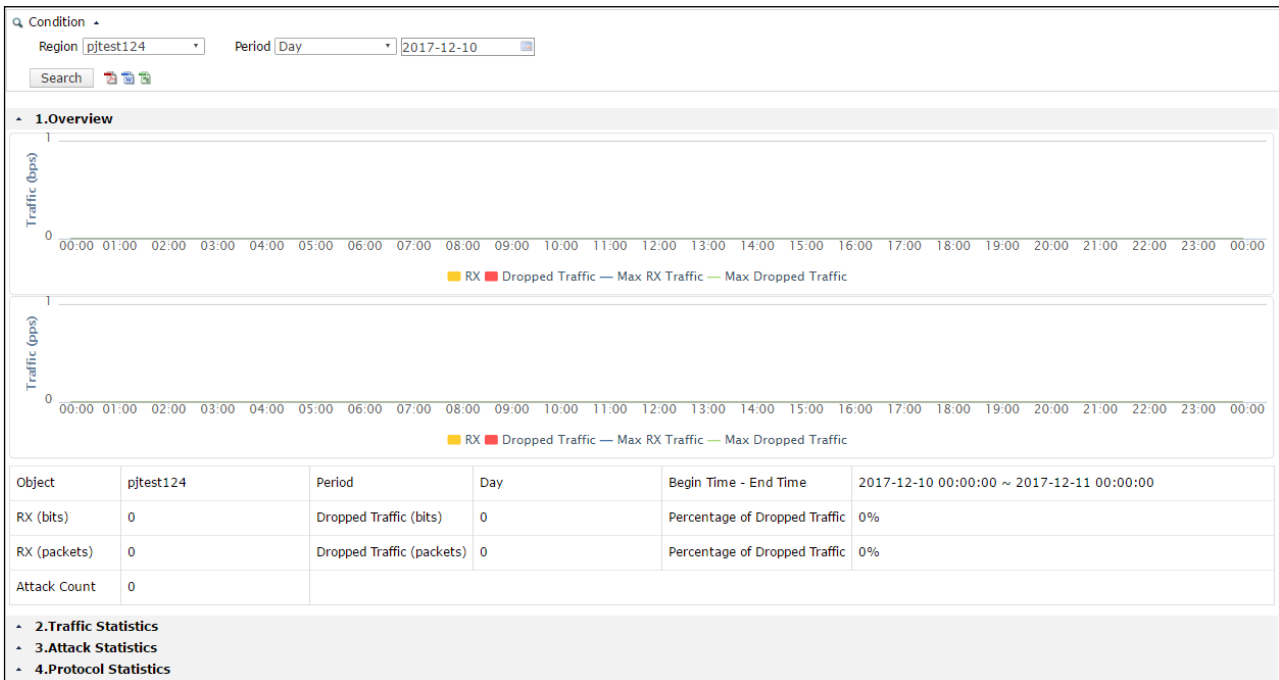 Condition
Region pjtest124 Period Day 2017-12-10
Search
1.Overview
1
Traffic (bps)
0
00:00 01:00 02:00 03:00 04:00 05:00 06:00 07:00 08:00 09:00 10:00 11:00 12:00 13:00 14:00 15:00 16:00 17:00 18:00 19:00 20:00 21:00 22:00 23:00 00:00
RX Dropped Traffic Max RX Traffic Max Dropped Traffic
1
Traffic (pps)
0
00:00 01:00 02:00 03:00 04:00 05:00 06:00 07:00 08:00 09:00 10:00 11:00 12:00 13:00 14:00 15:00 16:00 17:00 18:00 19:00 20:00 21:00 22:00 23:00 00:00
RX Dropped Traffic Max RX Traffic Max Dropped Traffic
Object pjtest124 Period Day Begin Time - End Time 2017-12-10 00:00:00 ~ 2017-12-11 00:00:00
RX (bits) 0 Dropped Traffic (bits) 0 Percentage of Dropped Traffic 0%
RX (packets) 0 Dropped Traffic (packets) 0 Percentage of Dropped Traffic 0%
Attack Count 0
2.Traffic Statistics
3.Attack Statistics
4.Protocol Statistics